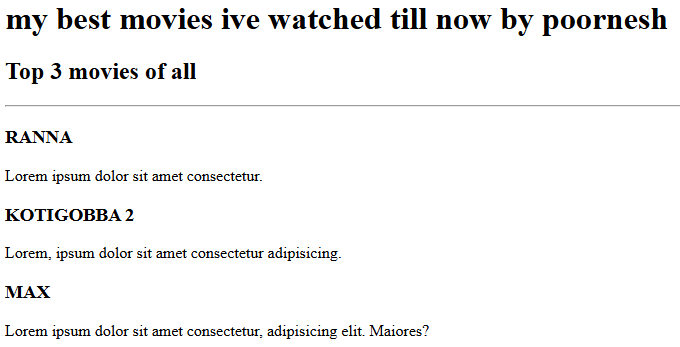 my best movies ive watched till now by poornesh
Top 3 movies of all
RANNA
Lorem ipsum dolor sit amet consectetur.
KOTIGOBBA 2
Lorem, ipsum dolor sit amet consectetur adipisicing.
MAX
Lorem ipsum dolor sit amet consectetur, adipisicing elit. Maiores?